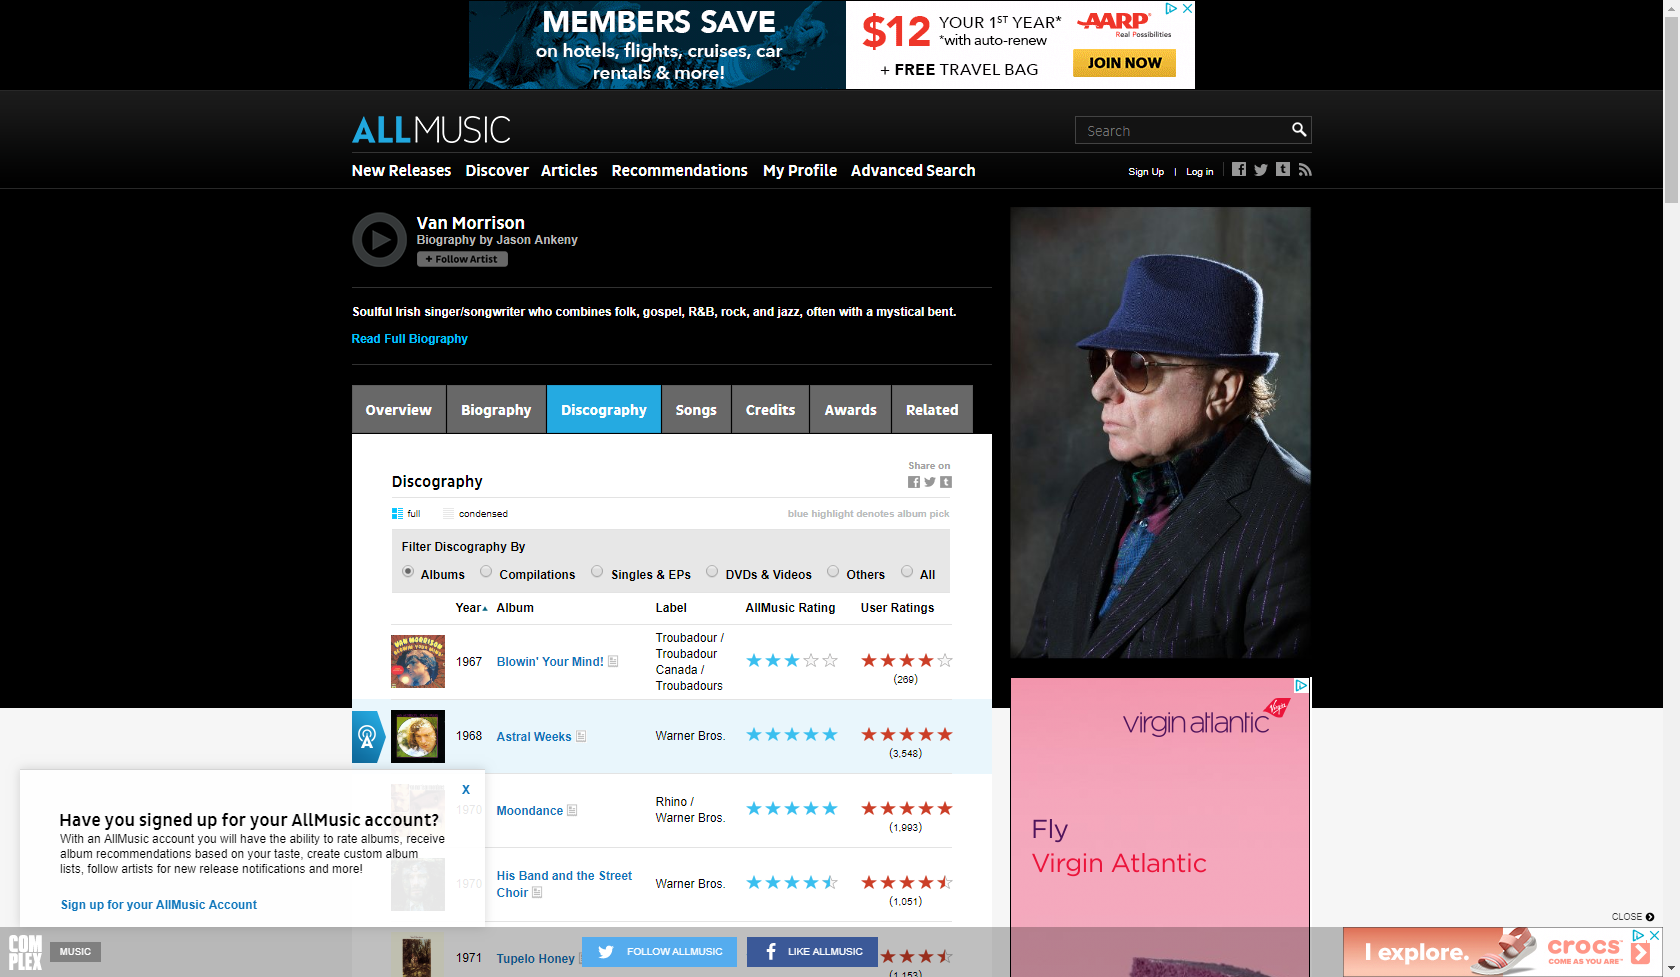 MEMBERS SAVE
on hotels, flights, cruises, car
rentals & more!
$12 YOUR 1ST YEAR*
*with auto-renew
+ FREE TRAVEL BAG
AARP
Real Possibilities
JOIN NOW
ALLMUSIC
Search
New Releases Discover Articles Recommendations My Profile Advanced Search
Sign Up | Log in
Van Morrison
Biography by Jason Ankeny
+ Follow Artist
Soulful Irish singer/songwriter who combines folk, gospel, R&B, rock, and jazz, often with a mystical bent.
Read Full Biography
Overview Biography Discography Songs Credits Awards Related
Share on
Discography
full condensed blue highlight denotes album pick
Filter Discography By
Albums Compilations Singles & EPs DVDs & Videos Others All
Year Album Label AllMusic Rating User Ratings
VAN MORRISON
BLOWIN' YOUR MIND!
1967 Blowin' Your Mind!
Troubadour /
Troubadour
Canada /
Troubadours
(269)
1968 Astral Weeks Warner Bros.
(3,548)
1970 Moondance
Rhino /
Warner Bros.
(1,993)
1970 His Band and the Street
Choir
Warner Bros.
(1,051)
1971 Tupelo Honey
(1,153)
X
Have you signed up for your AllMusic account?
With an AllMusic account you will have the ability to rate albums, receive
album recommendations based on your taste, create custom album
lists, follow artists for new release notifications and more!
Sign up for your AllMusic Account
virgin atlantic
Virgin
Fly
Virgin Atlantic
CLOSE
COMPLEX
MUSIC
FOLLOW ALLMUSIC
LIKE ALLMUSIC
I explore.
crocs
COME AS YOU ARE